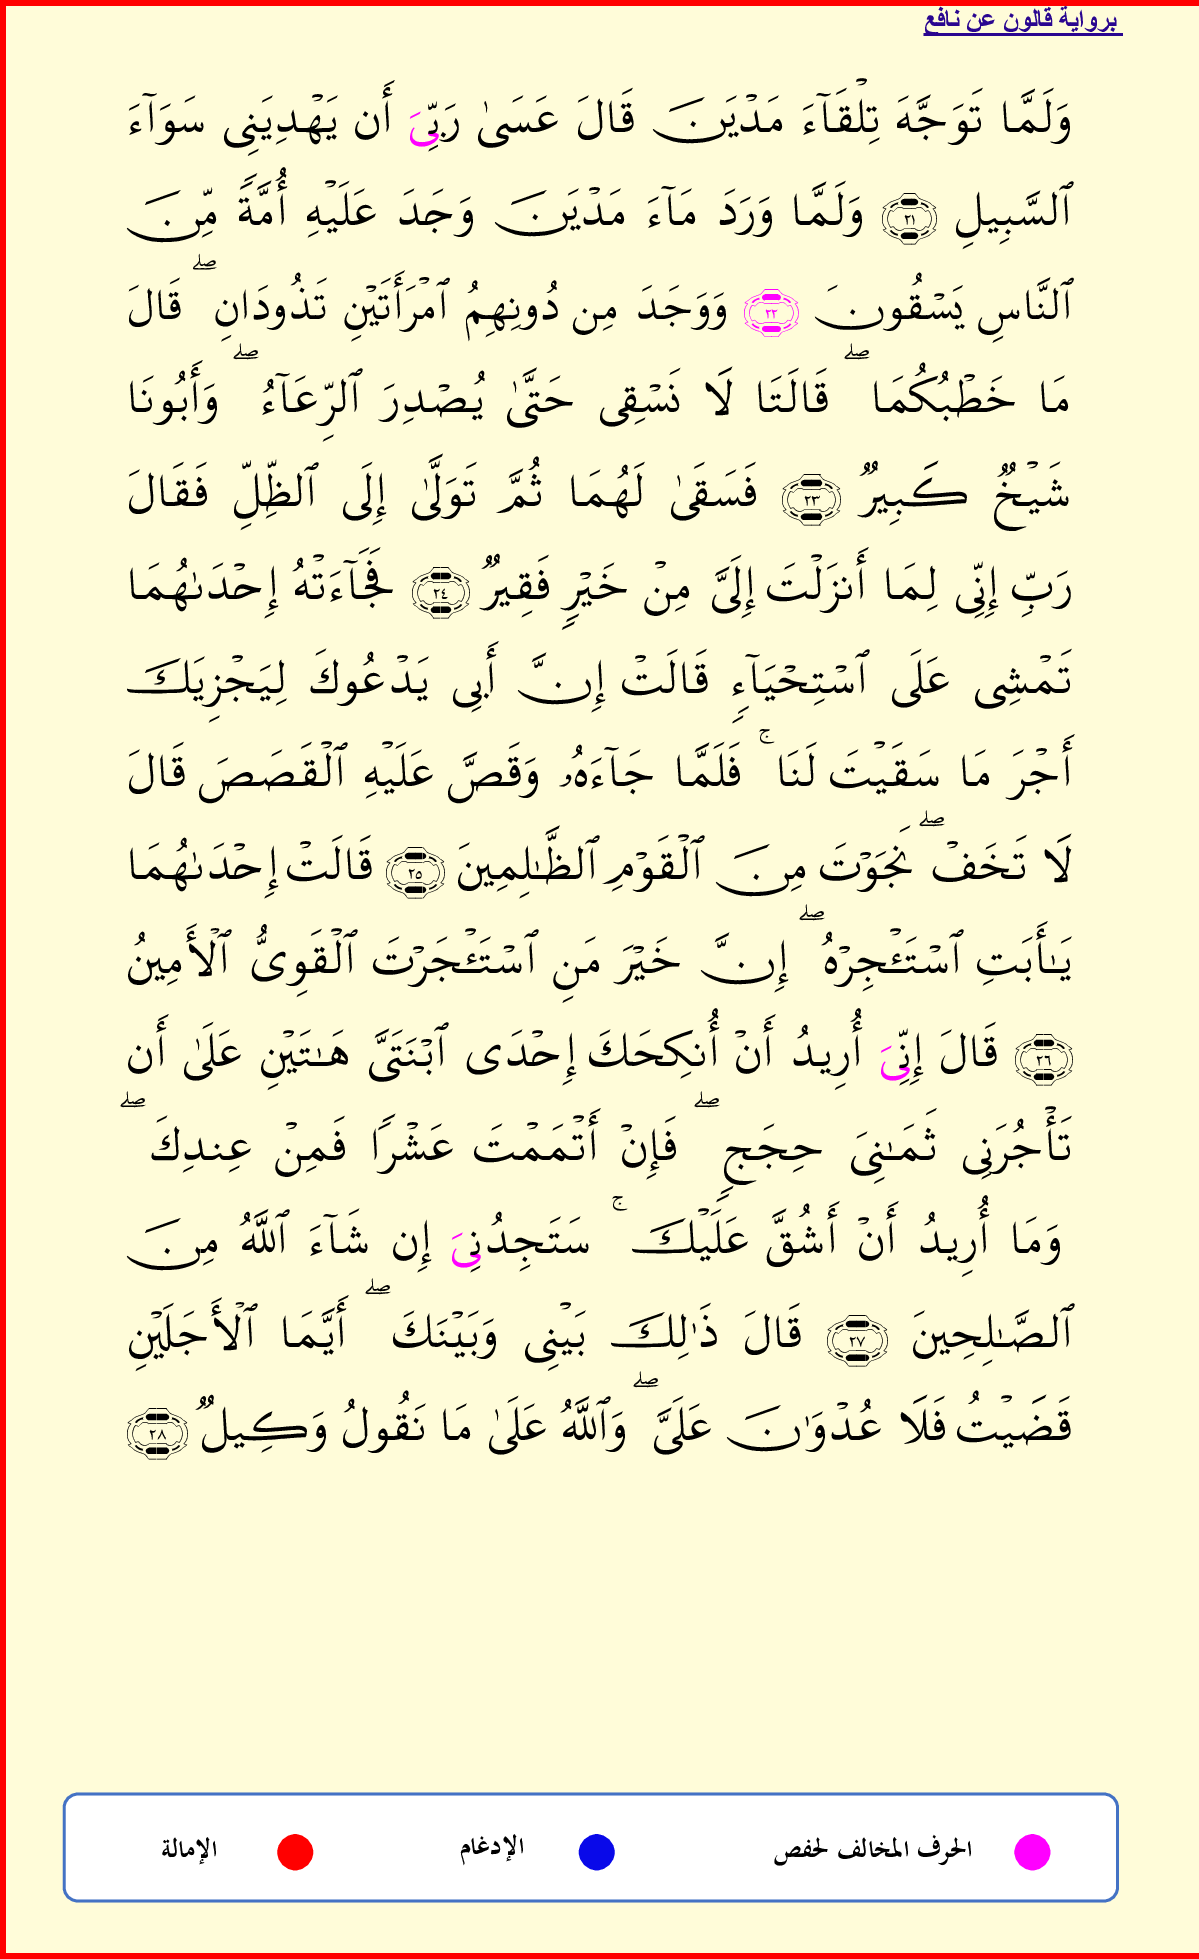 برواية قالون عن نافع
وَلَمَّا تَوَجَّهَ تِلْقَآءَ مَدْيَنَ قَالَ عَسَىٰ رَبِّىَ أَن يَهْدِيَنِى سَوَآءَ
ٱلسَّبِيلِ ٢١ وَلَمَّا وَرَدَ مَآءَ مَدْيَنَ وَجَدَ عَلَيْهِ أُمَّةً مِّنَ
ٱلنَّاسِ يَسْقُونَ ٢٢ وَوَجَدَ مِن دُونِهِمُ ٱمْرَأَتَيْنِ تَذُودَانِ ۖ قَالَ
مَا خَطْبُكُمَا ۖ قَالَتَا لَا نَسْقِى حَتَّىٰ يُصْدِرَ ٱلرِّعَآءُ ۖ وَأَبُونَا
شَيْخٌ كَبِيرٌ ٢٣ فَسَقَىٰ لَهُمَا ثُمَّ تَوَلَّىٰ إِلَى ٱلظِّلِّ فَقَالَ
رَبِّ إِنِّى لِمَا أَنزَلْتَ إِلَىَّ مِنْ خَيْرٍ فَقِيرٌ ٢٤ فَجَآءَتْهُ إِحْدَىٰهُمَا
تَمْشِى عَلَى ٱسْتِحْيَآءٍ قَالَتْ إِنَّ أَبِى يَدْعُوكَ لِيَجْزِيَكَ
أَجْرَ مَا سَقَيْتَ لَنَا ۚ فَلَمَّا جَآءَهُۥ وَقَصَّ عَلَيْهِ ٱلْقَصَصَ قَالَ
لَا تَخَفْ ۖ نَجَوْتَ مِنَ ٱلْقَوْمِ ٱلظَّـٰلِمِينَ ٢٥ قَالَتْ إِحْدَىٰهُمَا
يَـٰأَبَتِ ٱسْتَـْٔجِرْهُ ۖ إِنَّ خَيْرَ مَنِ ٱسْتَـْٔجَرْتَ ٱلْقَوِىُّ ٱلْأَمِينُ
٢٦ قَالَ إِنِّىَ أُرِيدُ أَنْ أُنكِحَكَ إِحْدَى ٱبْنَتَىَّ هَـٰتَيْنِ عَلَىٰ أَن
تَأْجُرَنِى ثَمَـٰنِىَ حِجَجٍ ۖ فَإِنْ أَتْمَمْتَ عَشْرًا فَمِنْ عِندِكَ ۖ
وَمَا أُرِيدُ أَنْ أَشُقَّ عَلَيْكَ ۚ سَتَجِدُنِىَ إِن شَآءَ ٱللَّهُ مِنَ
ٱلصَّـٰلِحِينَ ٢٧ قَالَ ذَٰلِكَ بَيْنِى وَبَيْنَكَ ۖ أَيَّمَا ٱلْأَجَلَيْنِ
قَضَيْتُ فَلَا عُدْوَٰنَ عَلَىَّ ۖ وَٱللَّهُ عَلَىٰ مَا نَقُولُ وَكِيلٌ ٢٨
الحرف المخالف لحفص الإدغام الإمالة